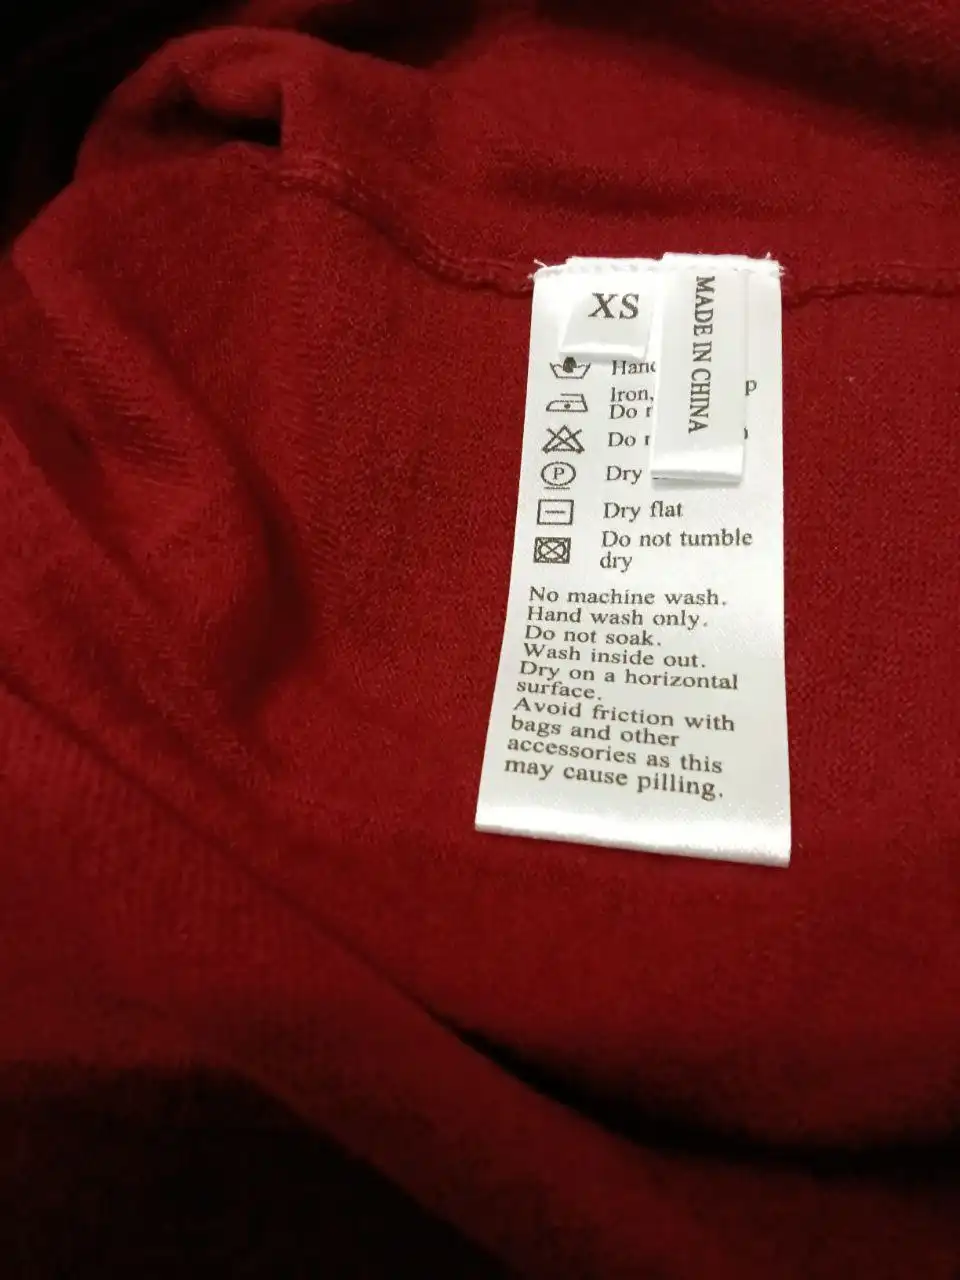 XS
MADE IN CHINA
Iron,
Do
Do
P
Dry
Dry flat
Do not tumble
dry
No machine wash.
Hand wash only.
Do not soak.
Wash inside out.
Dry on a horizontal
surface.
Avoid friction with
bags and other
accessories as this
may cause pilling.